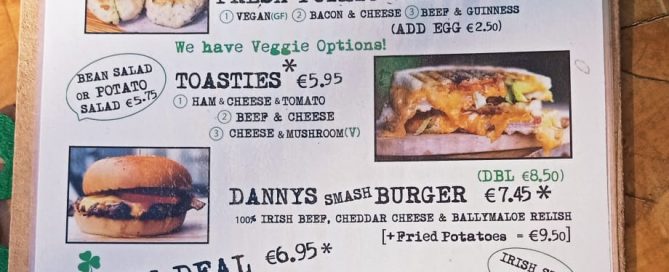 ① VEGAN(GF) ② BACON & CHEESE ③ BEEF & GUINNESS
(ADD EGG €2.50)
We have Veggie Options!
BEAN SALAD
OR POTATO
SALAD €5.75
TOASTIES* €5.95
① HAM & CHEESE & TOMATO
② BEEF & CHEESE
③ CHEESE & MUSHROOM(V)
(DBL €8.50)
DANNYS SMASH BURGER €7.45*
100% IRISH BEEF, CHEDDAR CHEESE & BALLYMALOE RELISH
[+Fried Potatoes = €9.50]
DEAL €6.95*
IRISH